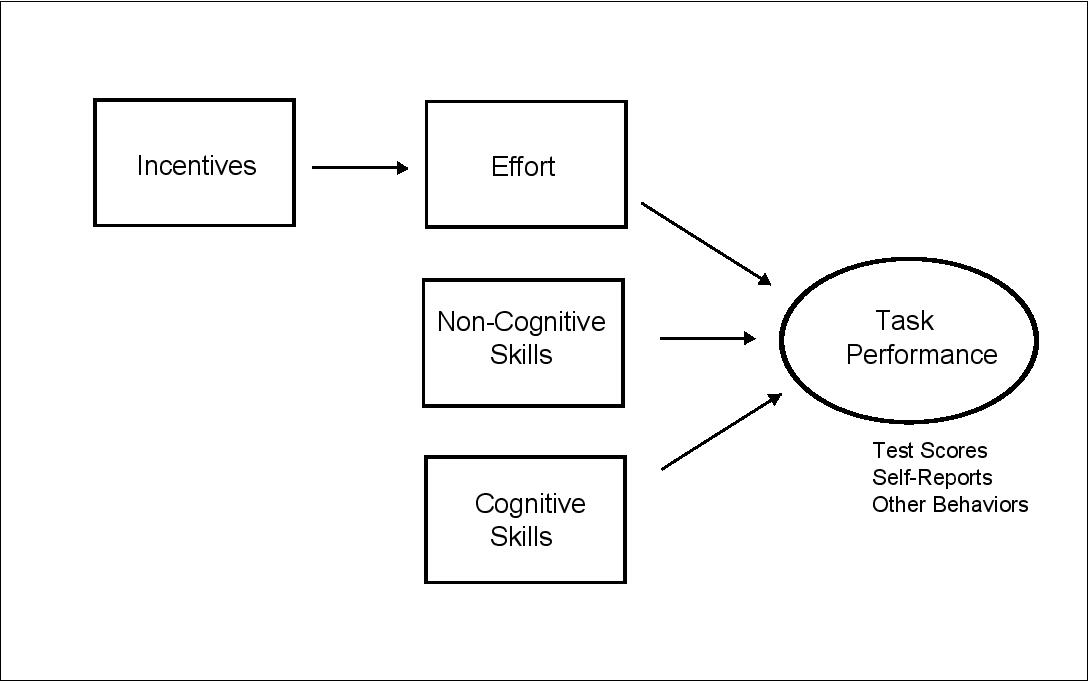 Incentives
Effort
Non-Cognitive
Skills
Cognitive
Skills
Task
Performance
Test Scores
Self-Reports
Other Behaviors